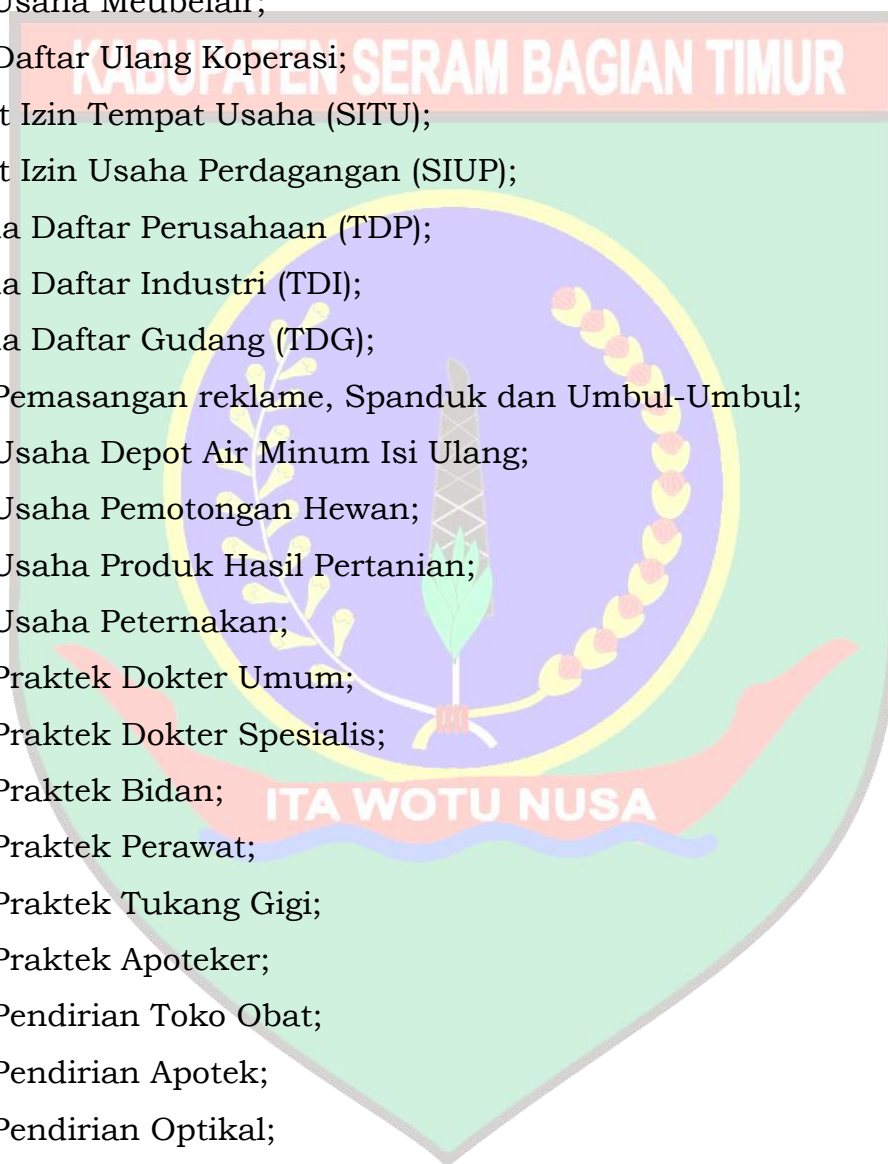 Usaha Meubelair;
Daftar Ulang Koperasi;
KABUPATEN SERAM BAGIAN TIMUR
t Izin Tempat Usaha (SITU);
t Izin Usaha Perdagangan (SIUP);
a Daftar Perusahaan (TDP);
a Daftar Industri (TDI);
a Daftar Gudang (TDG);
Pemasangan reklame, Spanduk dan Umbul-Umbul;
Usaha Depot Air Minum Isi Ulang;
Usaha Pemotongan Hewan;
Usaha Produk Hasil Pertanian;
Usaha Peternakan;
Praktek Dokter Umum;
Praktek Dokter Spesialis;
Praktek Bidan;
ITA WOTU NUSA
Praktek Perawat;
Praktek Tukang Gigi;
Praktek Apoteker;
Pendirian Toko Obat;
Pendirian Apotek;
Pendirian Optikal;